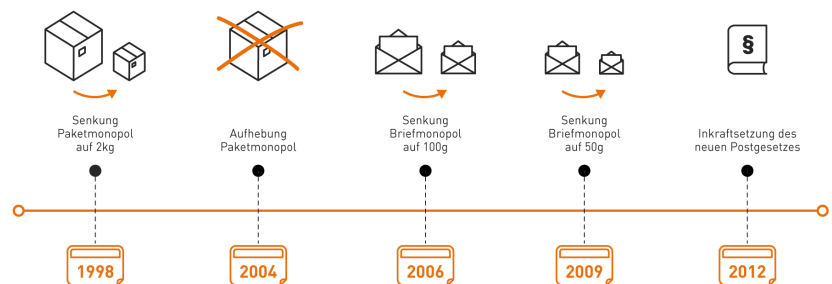 Senkung
Paketmonopol
auf 2kg
Aufhebung
Paketmonopol
§
Senkung
Briefmonopol
auf 100g
Senkung
Briefmonopol
auf 50g
Inkraftsetzung des
neuen Postgesetzes
1998
2004
2006
2009
2012